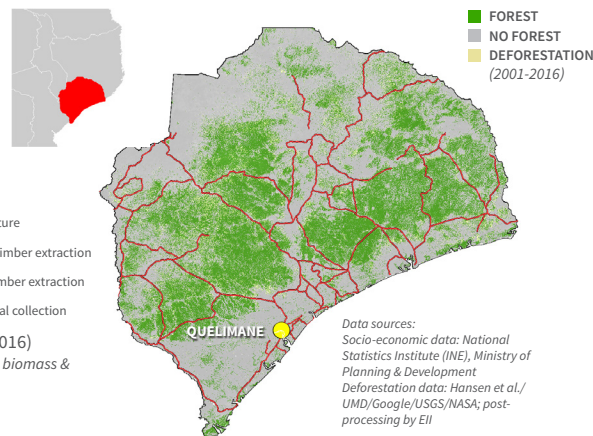 FOREST
NO FOREST
DEFORESTATION
(2001-2016)
ture
imber extraction
mber extraction
al collection
016)
biomass &
QUELIMANE
Data sources:
Socio-economic data: National
Statistics Institute (INE), Ministry of
Planning & Development
Deforestation data: Hansen et al./
UMD/Google/USGS/NASA; post-
processing by EII